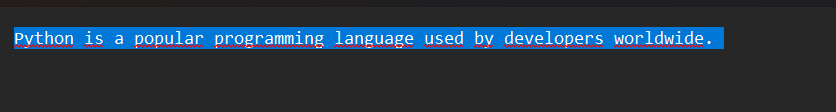 Python is a popular programming language used by developers worldwide.